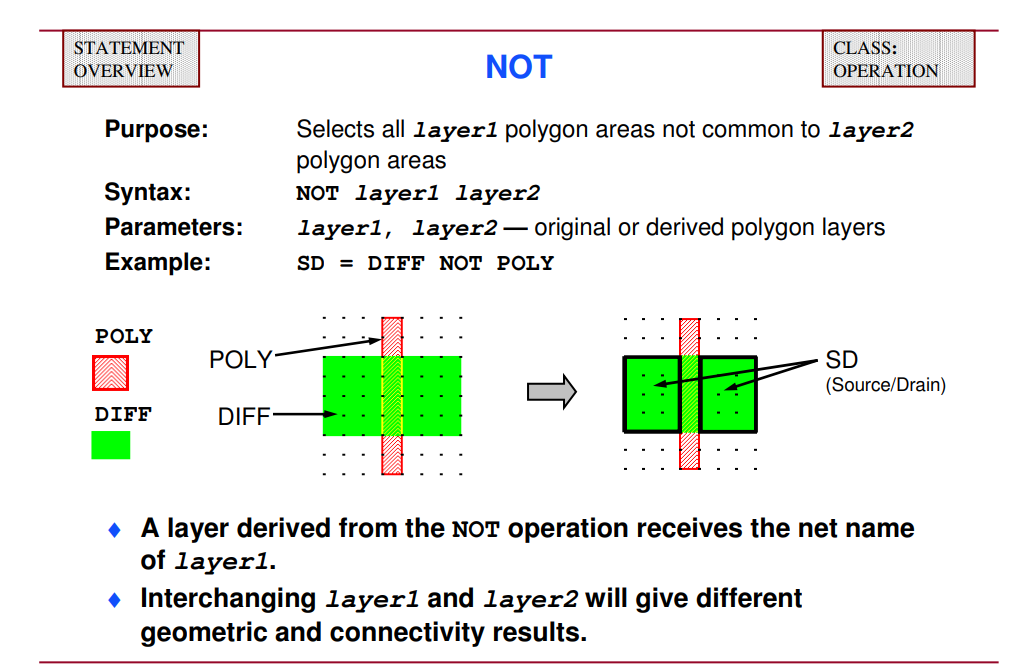 STATEMENT
OVERVIEW
NOT
CLASS:
OPERATION
Purpose: Selects all layer1 polygon areas not common to layer2
polygon areas
Syntax: NOT layer1 layer2
Parameters: layer1, layer2 — original or derived polygon layers
Example: SD = DIFF NOT POLY
POLY
DIFF
POLY
DIFF
SD
(Source/Drain)
♦ A layer derived from the NOT operation receives the net name
of layer1.
♦ Interchanging layer1 and layer2 will give different
geometric and connectivity results.